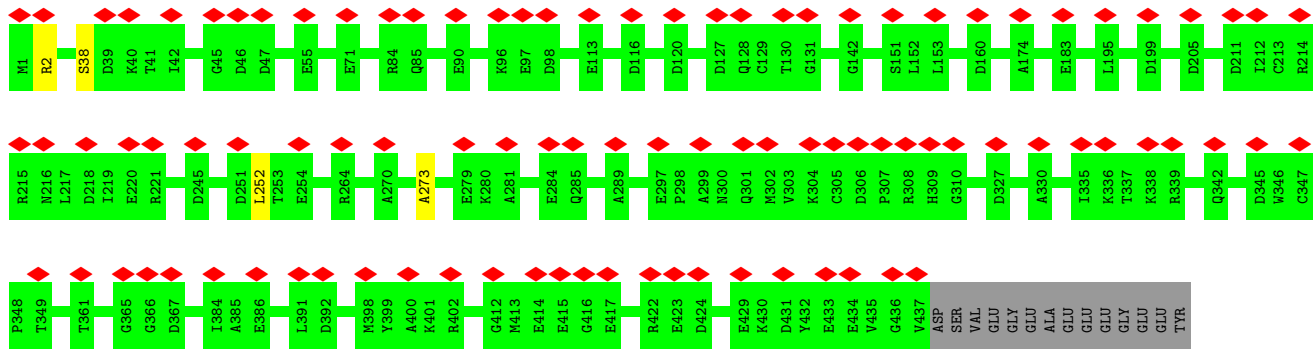 M1 R2 S38 D39 K40 T41 I42 G45 D46 D47 E55 E71 R84 Q85 E90 K96 E97 D98 E113 D116 D120 D127 Q128 C129 T130 G131 G142 S151 L152 L153 D160 A174 E183 L195 D199 D205 D211 I212 C213 R214
R215 N216 L217 D218 I219 E220 R221 D245 D251 L252 T253 E254 R264 A270 A273 E279 K280 A281 E284 Q285 A289 E297 P298 A299 N300 Q301 M302 V303 K304 C305 D306 P307 R308 H309 G310 D327 A330 I335 K336 T337 K338 R339 Q342 D345 W346 C347
P348 T349 T361 G365 G366 D367 I384 A385 E386 L391 D392 M398 Y399 A400 K401 R402 G412 M413 E414 E415 G416 E417 R422 E423 D424 E429 K430 D431 Y432 E433 E434 V435 G436 V437 ASP SER VAL GLU GLY GLU ALA GLU GLU GLU GLY GLU GLU TYR